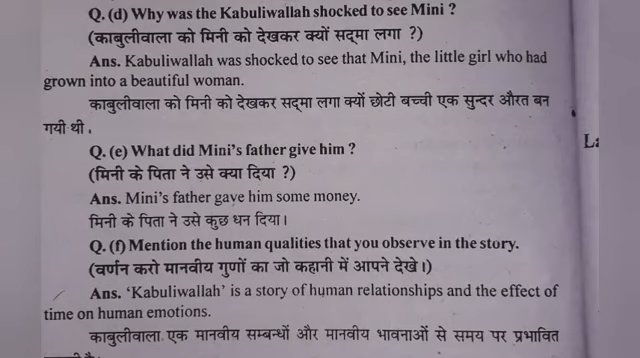 Q. (d) Why was the Kabuliwallah shocked to see Mini ?
(काबुलीवाला को मिनी को देखकर क्यों सद्मा लगा ?)
Ans. Kabuliwallah was shocked to see that Mini, the little girl who had
grown into a beautiful woman.
काबुलीवाला को मिनी को देखकर सद्मा लगा क्यों छोटी बच्ची एक सुन्दर औरत बन
गयी थी .
Q. (e) What did Mini's father give him ?
(मिनी के पिता ने उसे क्या दिया ?)
Ans. Mini's father gave him some money.
मिनी के पिता ने उसे कुछ धन दिया।
Q. (f) Mention the human qualities that you observe in the story.
(वर्णन करो मानवीय गुणों का जो कहानी में आपने देखे।)
Ans. 'Kabuliwallah' is a story of human relationships and the effect of
time on human emotions.
काबुलीवाला एक मानवीय सम्बन्धों और मानवीय भावनाओं से समय पर प्रभावित